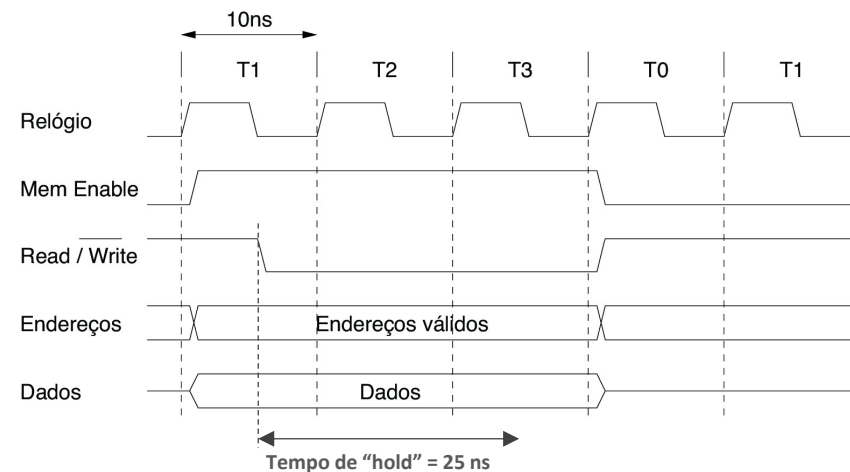 10ns
T1 T2 T3 T0 T1
Relógio
Mem Enable
Read / Write
Endereços Endereços válidos
Dados Dados
Tempo de “hold” = 25 ns